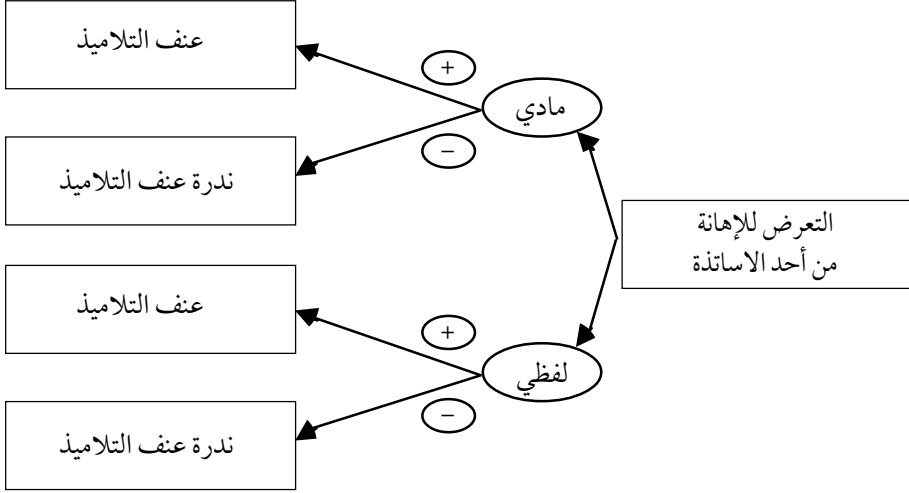 التعرض للإهانة
من أحد الاساتذة
مادي
+
عنف التلاميذ
−
ندرة عنف التلاميذ
لفظي
+
عنف التلاميذ
−
ندرة عنف التلاميذ